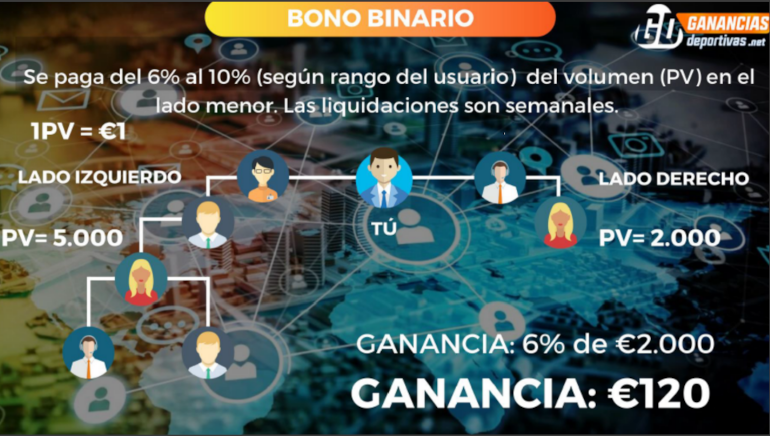 BONO BINARIO
GD GANANCIAS
deportivas.net
Se paga del 6% al 10% (según rango del usuario) del volumen (PV) en el
lado menor. Las liquidaciones son semanales.
1PV = €1
LADO IZQUIERDO
LADO DERECHO
TÚ
PV= 5.000
PV= 2.000
GANANCIA: 6% de €2.000
GANANCIA: €120